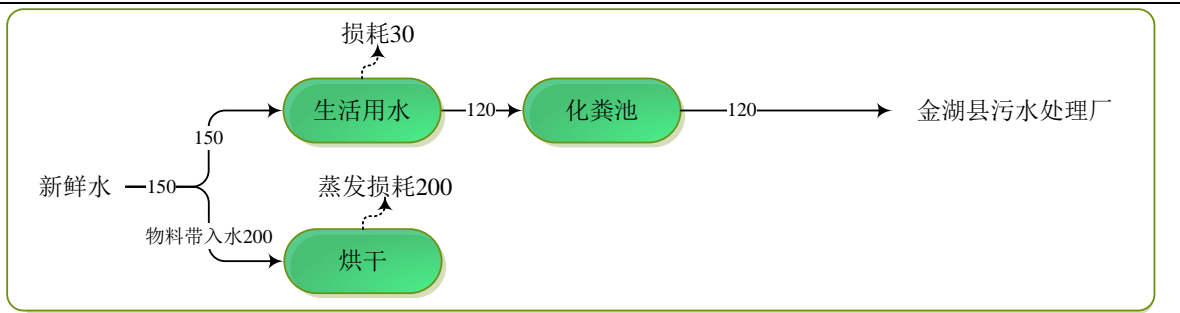 损耗30
生活用水
120
化粪池
120
金湖县污水处理厂
150
新鲜水
150
蒸发损耗200
物料带入水200
烘干